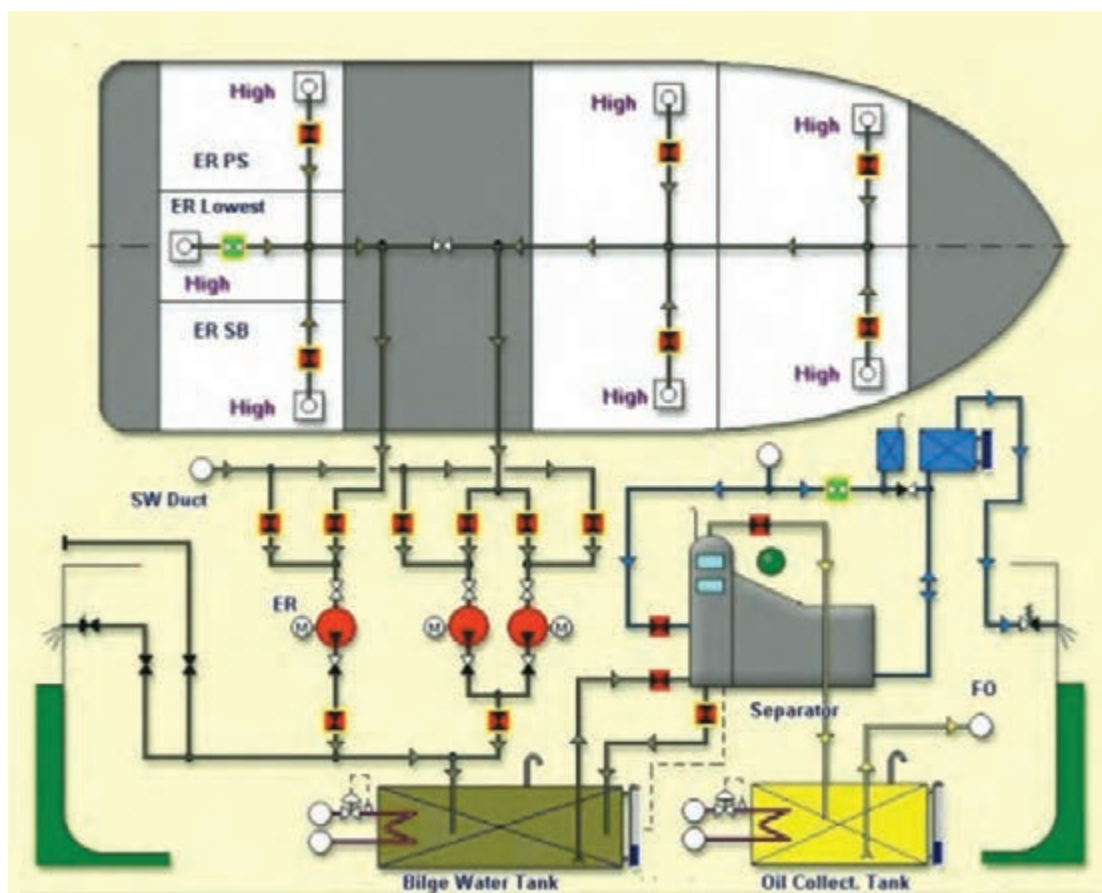 High
High
High
ER PS
ER Lowest
High
ER SB
High
High
High
SW Duct
ER
M
M
M
FO
Separator
Bilge Water Tank
Oil Collect. Tank